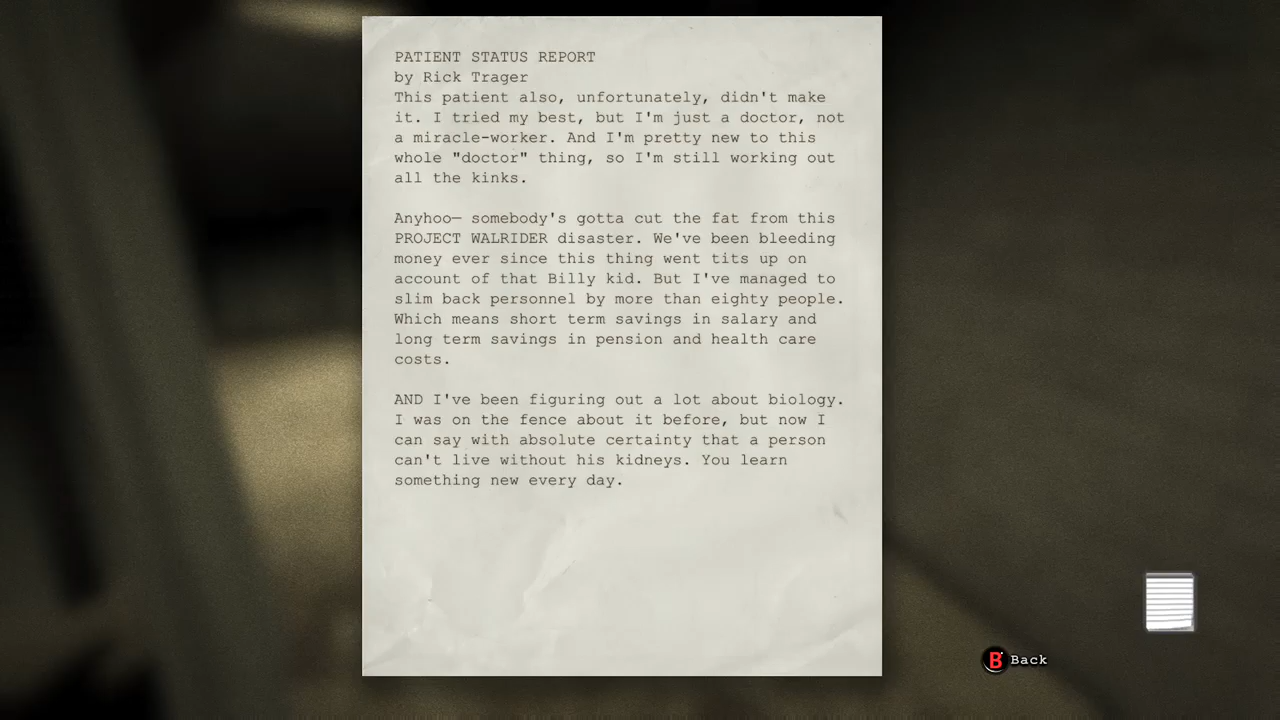 PATIENT STATUS REPORT
by Rick Trager
This patient also, unfortunately, didn't make
it. I tried my best, but I'm just a doctor, not
a miracle-worker. And I'm pretty new to this
whole "doctor" thing, so I'm still working out
all the kinks.
Anyhoo— somebody's gotta cut the fat from this
PROJECT WALRIDER disaster. We've been bleeding
money ever since this thing went tits up on
account of that Billy kid. But I've managed to
slim back personnel by more than eighty people.
Which means short term savings in salary and
long term savings in pension and health care
costs.
AND I've been figuring out a lot about biology.
I was on the fence about it before, but now I
can say with absolute certainty that a person
can't live without his kidneys. You learn
something new every day.
B Back